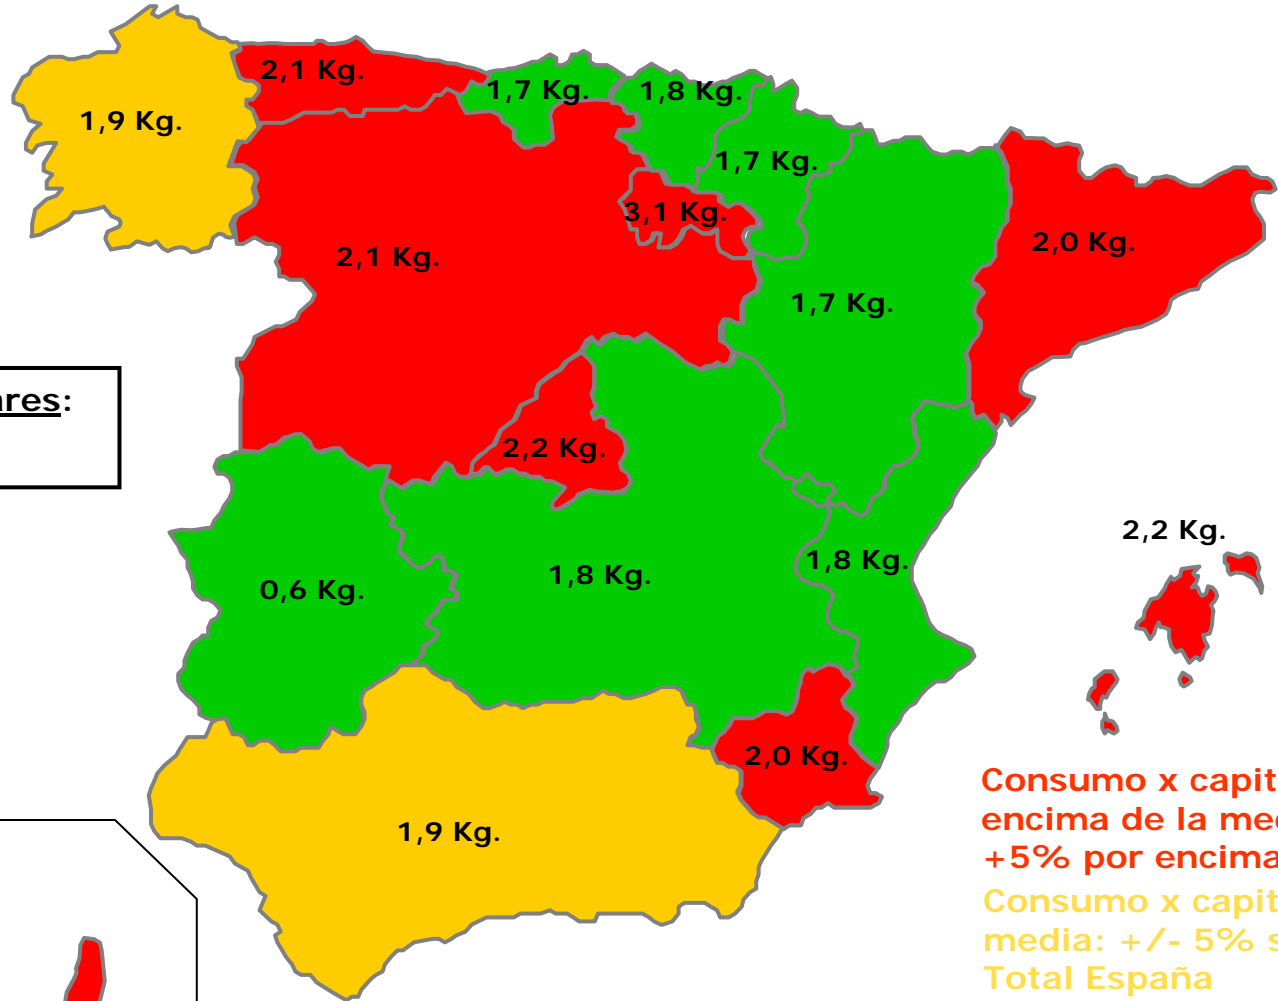 2,1 Kg.
1,7 Kg.
1,8 Kg.
1,9 Kg.
1,7 Kg.
3,1 Kg.
2,1 Kg.
2,0 Kg.
1,7 Kg.
ares:
2,2 Kg.
2,2 Kg.
1,8 Kg.
1,8 Kg.
0,6 Kg.
2,0 Kg.
1,9 Kg.
Consumo x capit
encima de la me
+5% por encima
Consumo x capit
media: +/- 5% s
Total España